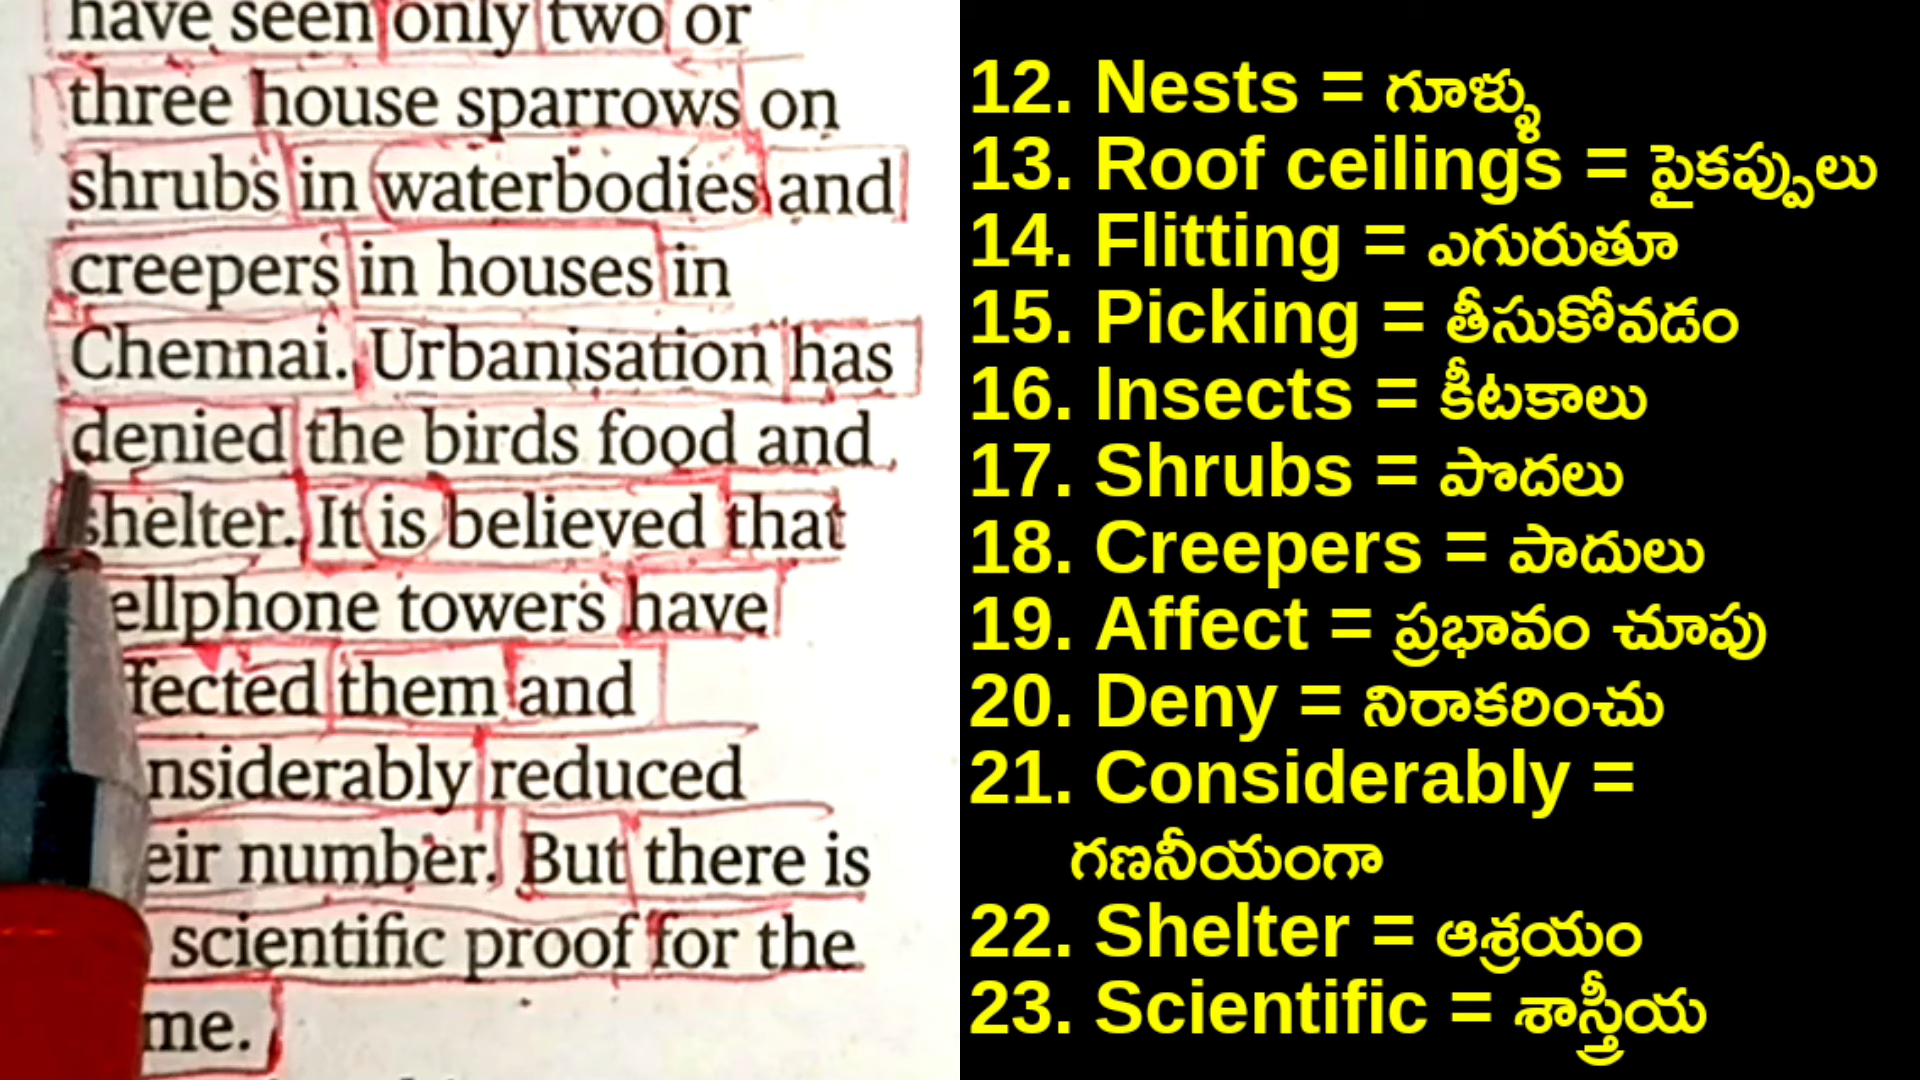 have seen only two or
three house sparrows on
shrubs in waterbodies and
creepers in houses in
Chennai. Urbanisation has
denied the birds food and
shelter. It is believed that
ellphone towers have
fected them and
nsiderably reduced
eir number. But there is
scientific proof for the
me.
12. Nests = గూళ్ళు
13. Roof ceilings = పైకప్పులు
14. Flitting = ఎగురుతూ
15. Picking = తీసుకోవడం
16. Insects = కీటకాలు
17. Shrubs = పొదలు
18. Creepers = పాదులు
19. Affect = ప్రభావం చూపు
20. Deny = నిరాకరించు
21. Considerably =
గణనీయంగా
22. Shelter = ఆశ్రయం
23. Scientific = శాస్త్రీయ